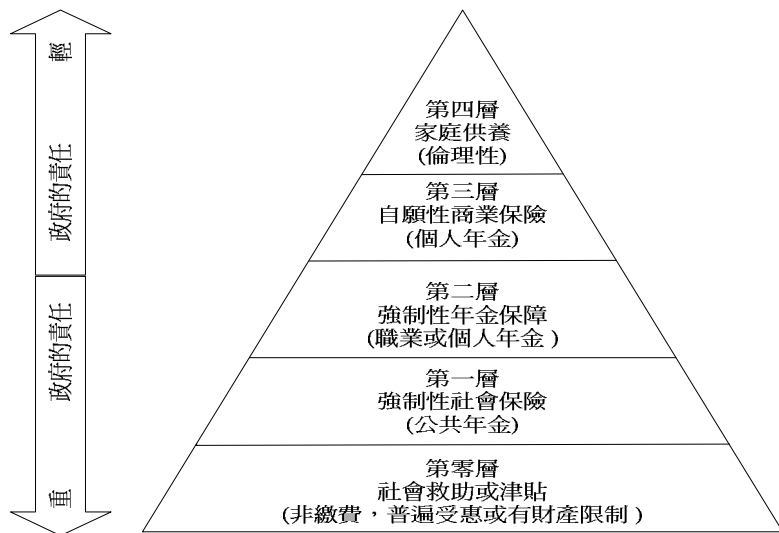 輕
政府的責任
政府的責任
重
第四層
家庭供養
(倫理性)
第三層
自願性商業保險
(個人年金)
第二層
強制性年金保障
(職業或個人年金)
第一層
強制性社會保險
(公共年金)
第零層
社會救助或津貼
(非繳費，普遍受惠或有財產限制)